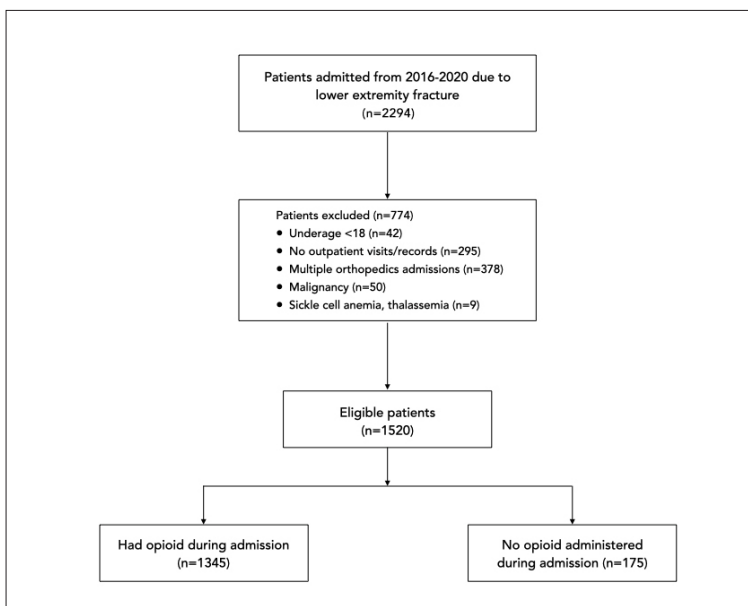 Patients admitted from 2016-2020 due to
lower extremity fracture
(n=2294)
Patients excluded (n=774)
• Underage <18 (n=42)
• No outpatient visits/records (n=295)
• Multiple orthopedics admissions (n=378)
• Malignancy (n=50)
• Sickle cell anemia, thalassemia (n=9)
Eligible patients
(n=1520)
Had opioid during admission
(n=1345)
No opioid administered
during admission (n=175)